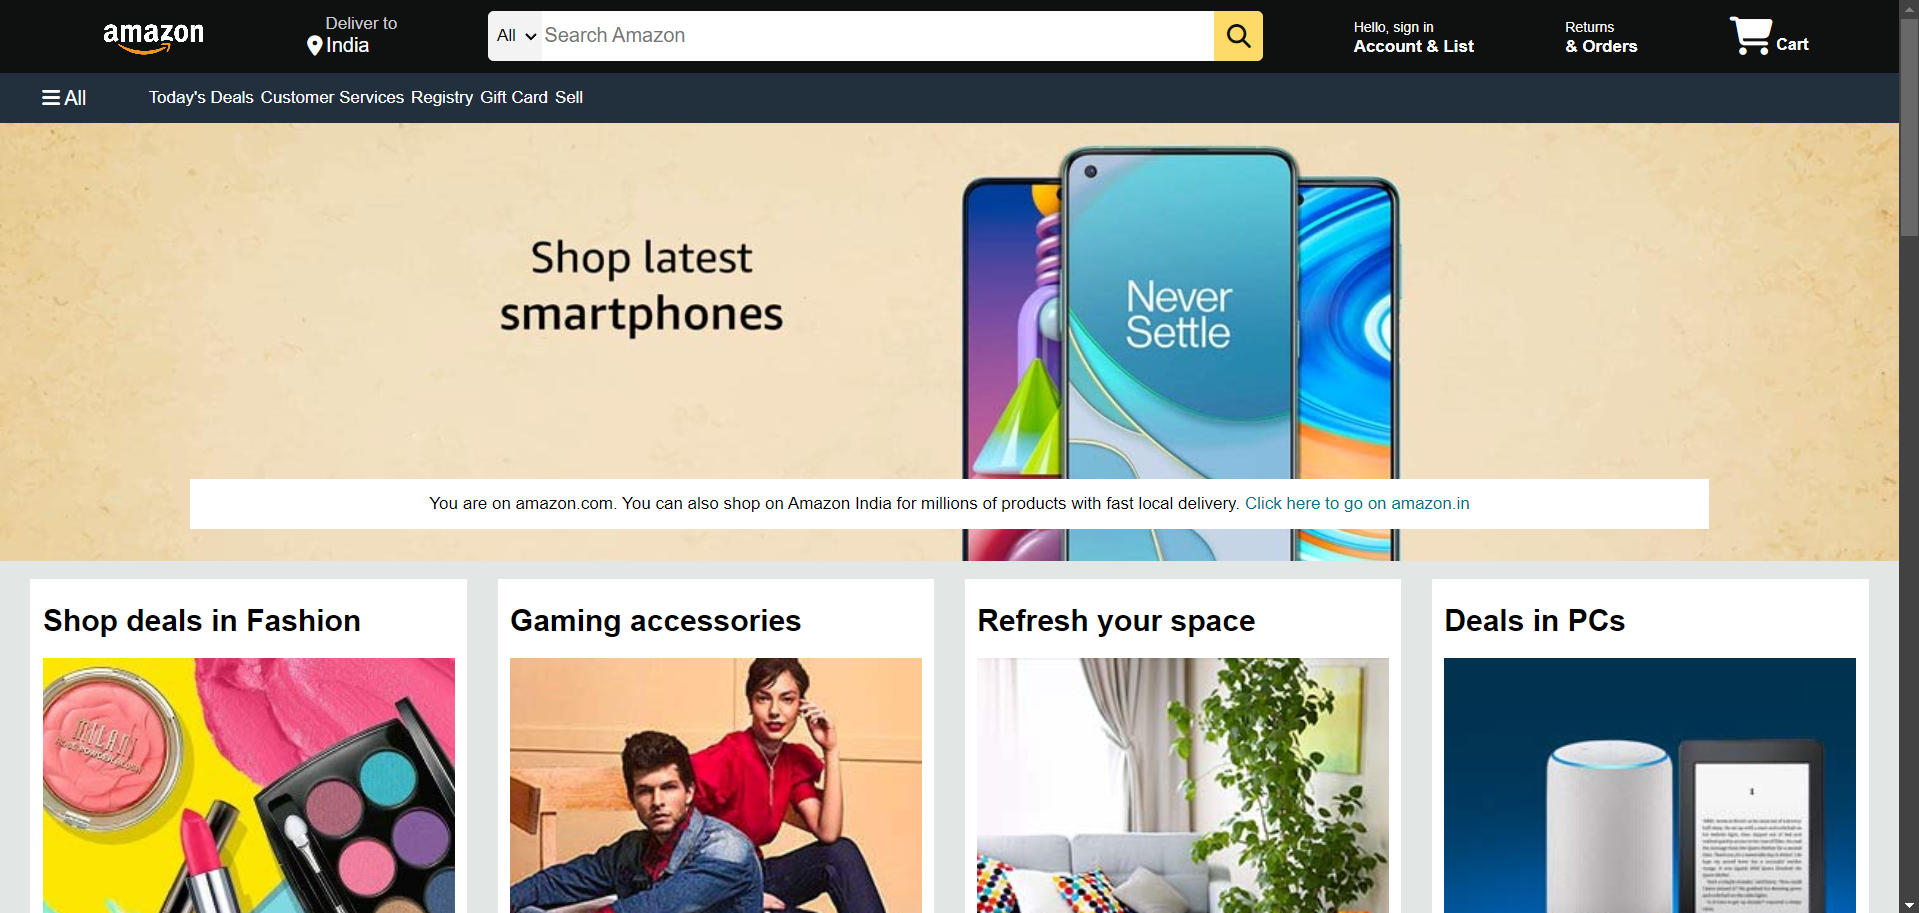 amazon
Deliver to
India
All
Search Amazon
Hello, sign in
Account & List
Returns
& Orders
Cart
All
Today's Deals Customer Services Registry Gift Card Sell
Shop latest
smartphones
Never
Settle
You are on amazon.com. You can also shop on Amazon India for millions of products with fast local delivery. Click here to go on amazon.in
Shop deals in Fashion
Gaming accessories
Refresh your space
Deals in PCs
MILANI